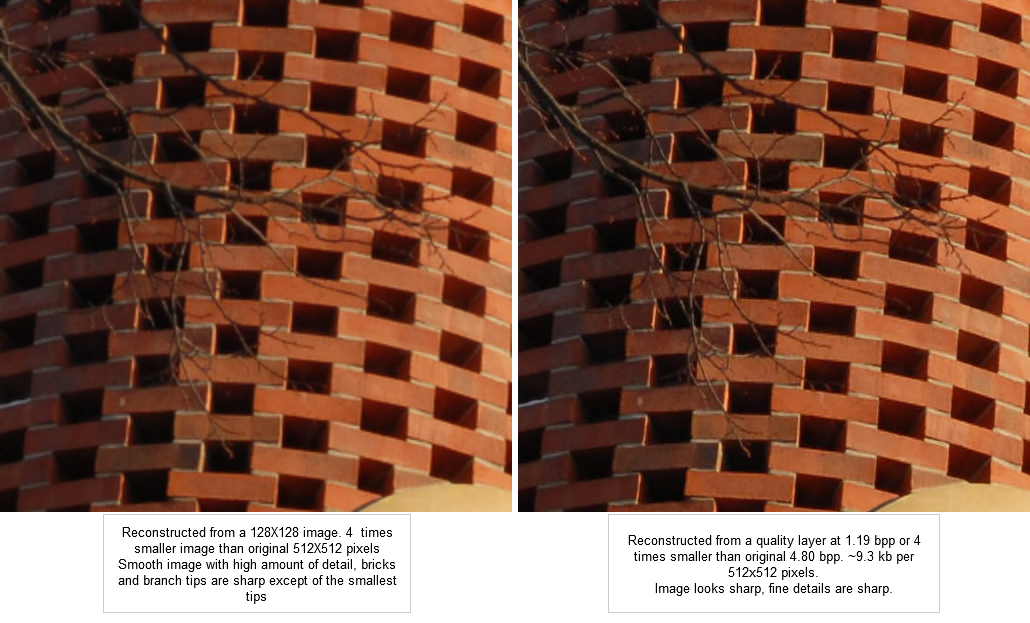 Reconstructed from a 128X128 image. 4  times
smaller image than original 512X512 pixels
Smooth image with high amount of detail, bricks
and branch tips are sharp except of the smallest
tips
Reconstructed from a quality layer at 1.19 bpp or 4
times smaller than original 4.80 bpp. ~9.3 kb per
512x512 pixels.
Image looks sharp, fine details are sharp.